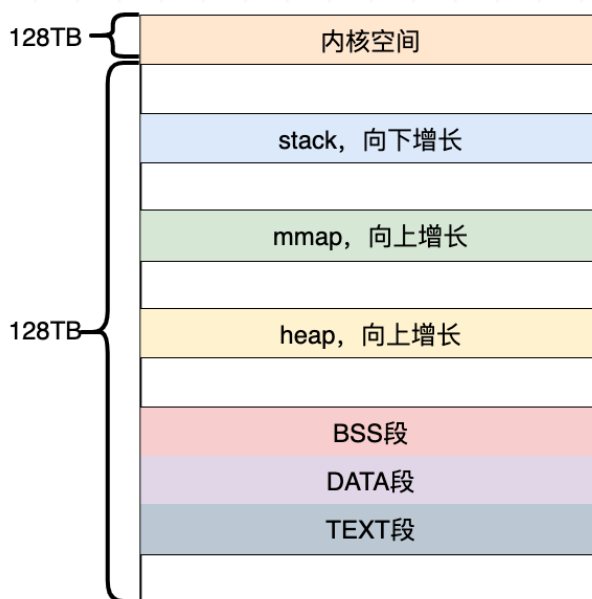 128TB
内核空间
stack，向下增长
mmap，向上增长
128TB
heap，向上增长
BSS段
DATA段
TEXT段